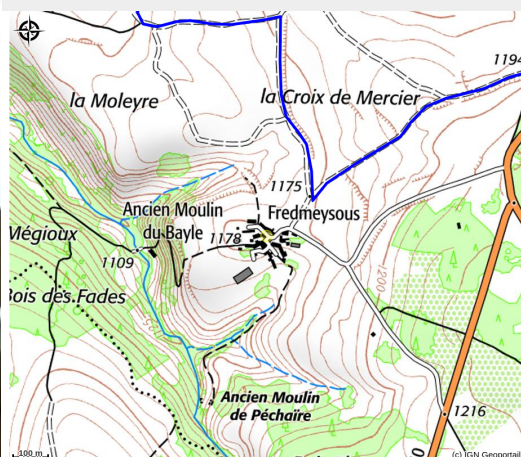 1194
la Moleyre
la Croix de Mercier
1175
Ancien Moulin
du Bayle
Fredmeysous
1178
Mégioux
1109
Bois des Fades
1200
Ancien Moulin
de Péchaïre
1216
100 m
(c) IGN Geoportail